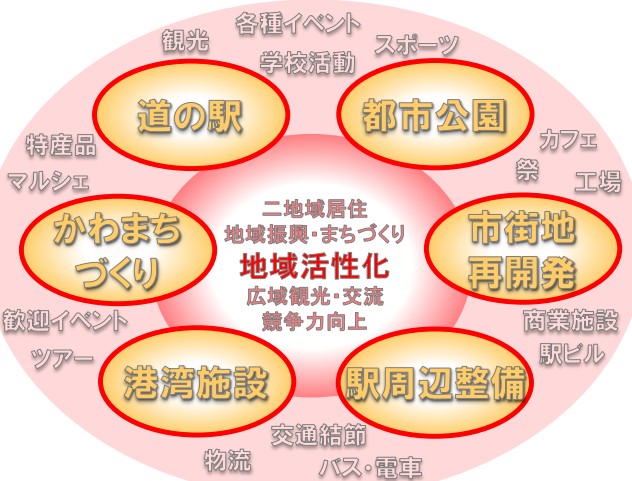 各種イベント
観光
スポーツ
学校活動
道の駅
都市公園
特産品
カフェ
マルシェ
祭
工場
二地域居住
地域振興・まちづくり
地域活性化
広域観光・交流
競争力向上
かわまち
づくり
市街地
再開発
歓迎イベント
商業施設
ツアー
駅ビル
港湾施設
駅周辺整備
交通結節
物流
バス・電車